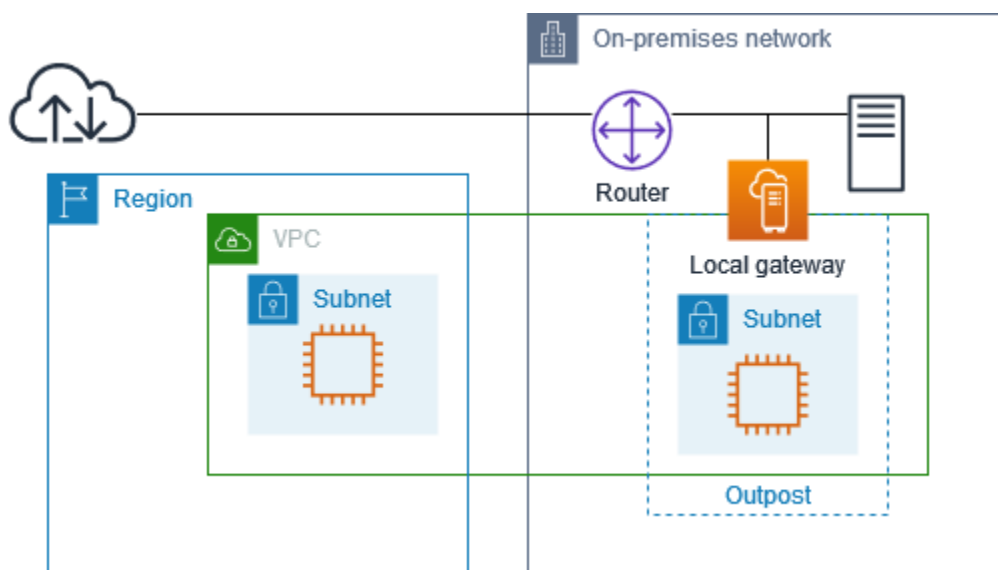 On-premises network
Router
Region
VPC
Local gateway
Subnet
Subnet
Outpost